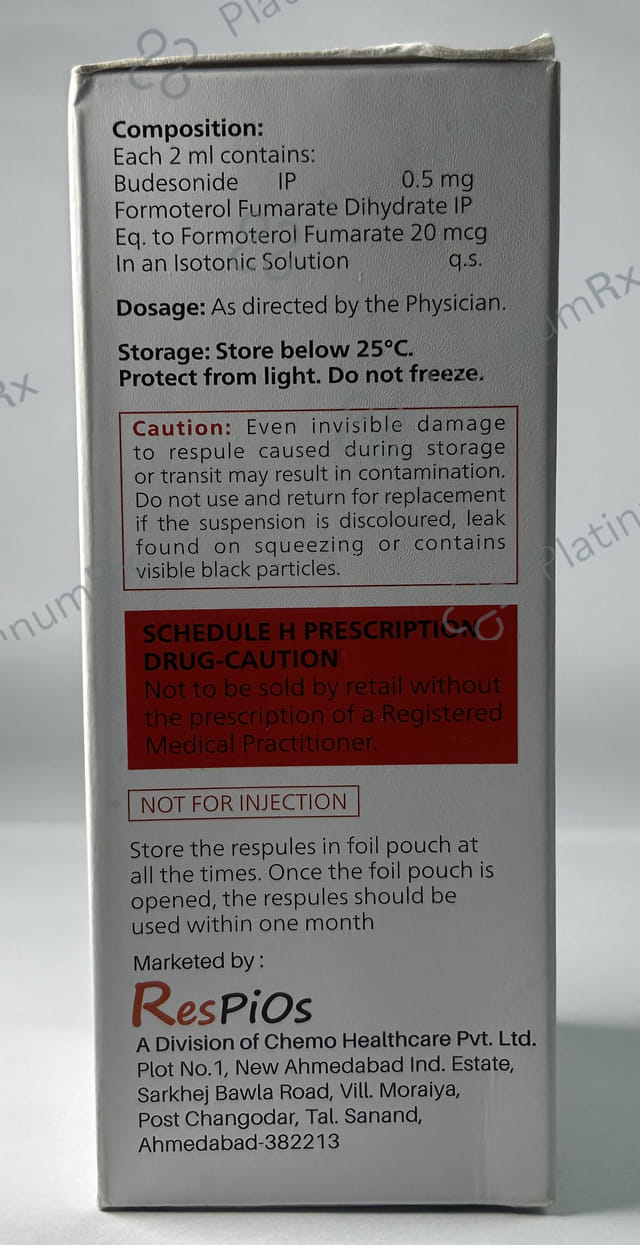 Composition:
Each 2 ml contains:
Budesonide IP 0.5 mg
Formoterol Fumarate Dihydrate IP
Eq. to Formoterol Fumarate 20 mcg
In an Isotonic Solution q.s.
Dosage: As directed by the Physician.
Storage: Store below 25°C.
Protect from light. Do not freeze.
Caution: Even invisible damage
to respule caused during storage
or transit may result in contamination.
Do not use and return for replacement
if the suspension is discoloured, leak
found on squeezing or contains
visible black particles.
SCHEDULE H PRESCRIPTION
DRUG-CAUTION
Not to be sold by retail without
the prescription of a Registered
Medical Practitioner.
NOT FOR INJECTION
Store the respules in foil pouch at
all the times. Once the foil pouch is
opened, the respules should be
used within one month
Marketed by :
ResPiOs
A Division of Chemo Healthcare Pvt. Ltd.
Plot No.1, New Ahmedabad Ind. Estate,
Sarkhej Bawla Road, Vill. Moraiya,
Post Changodar, Tal. Sanand,
Ahmedabad-382213